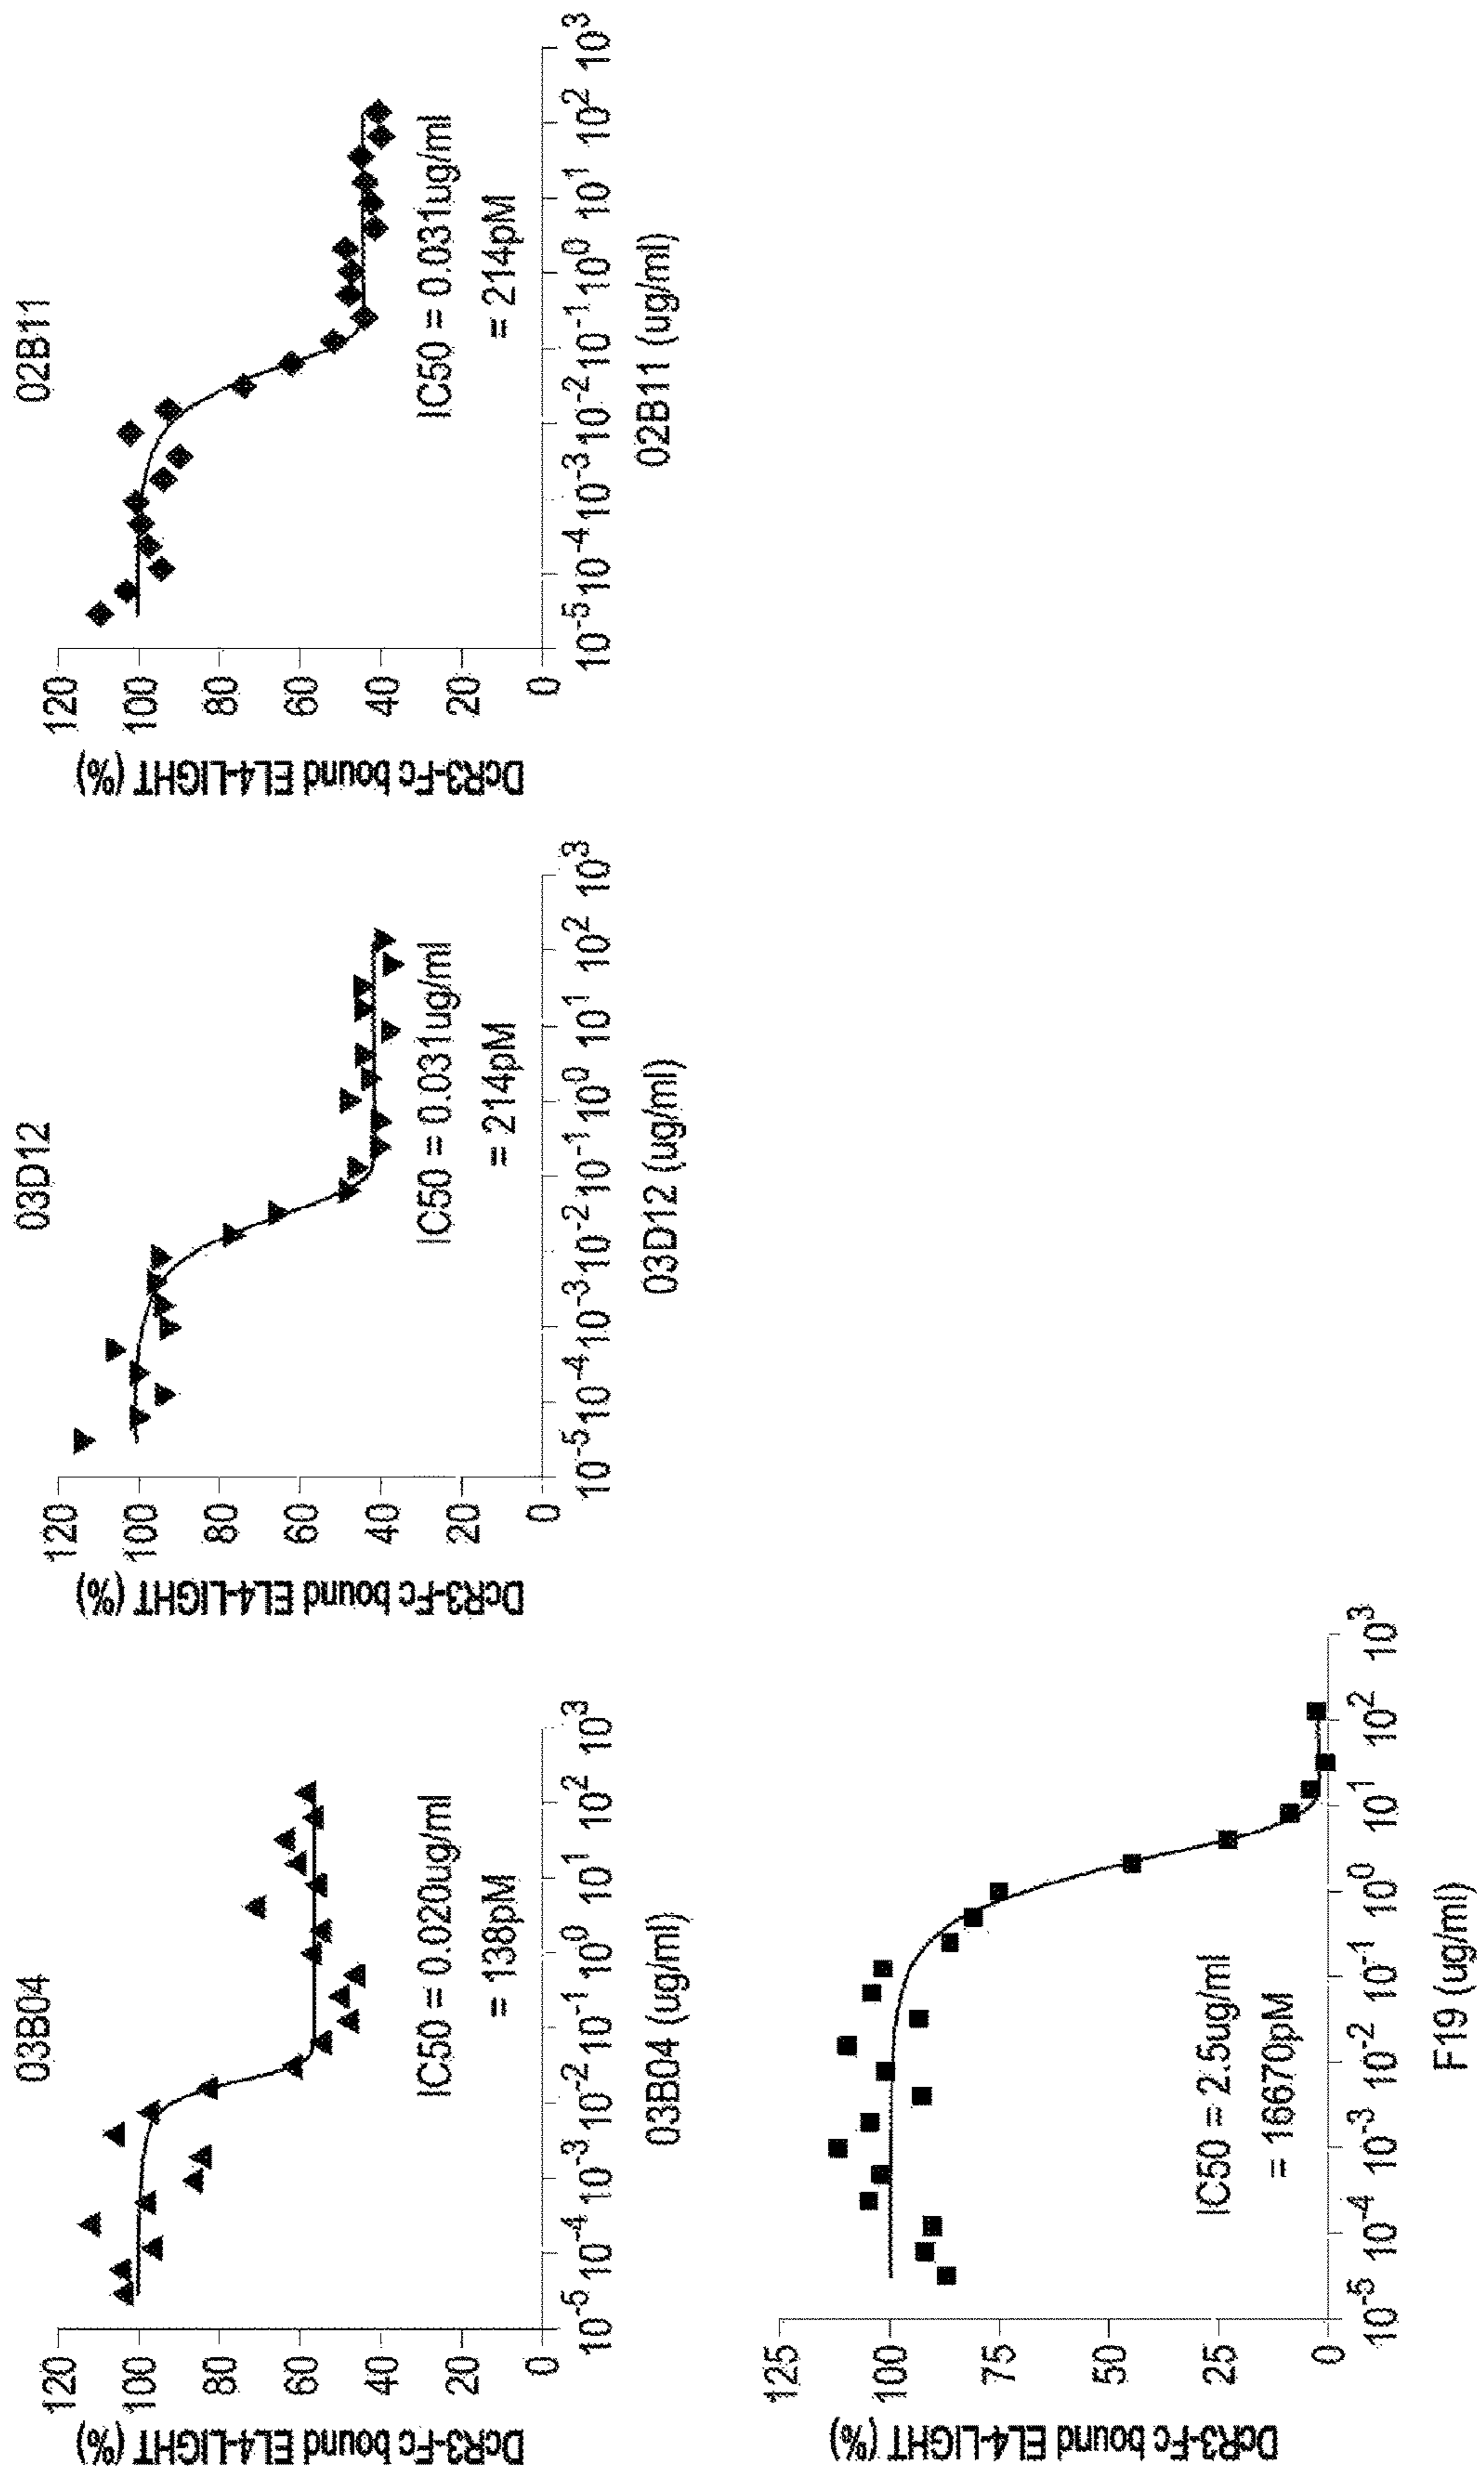 03B04
DcR3-Fc bound EL4-LIGHT (%)
120
100
80
60
40
20
0
IC50 = 0.020ug/ml
= 138pM
10⁻⁵ 10⁻⁴ 10⁻³ 10⁻² 10⁻¹ 10⁰ 10¹ 10² 10³
03B04 (ug/ml)
03D12
DcR3-Fc bound EL4-LIGHT (%)
120
100
80
60
40
20
0
IC50 = 0.031ug/ml
= 214pM
10⁻⁵ 10⁻⁴ 10⁻³ 10⁻² 10⁻¹ 10⁰ 10¹ 10² 10³
03D12 (ug/ml)
02B11
DcR3-Fc bound EL4-LIGHT (%)
120
100
80
60
40
20
0
IC50 = 0.031ug/ml
= 214pM
10⁻⁵ 10⁻⁴ 10⁻³ 10⁻² 10⁻¹ 10⁰ 10¹ 10² 10³
02B11 (ug/ml)
DcR3-Fc bound EL4-LIGHT (%)
125
100
75
50
25
0
IC50 = 2.5ug/ml
= 16670pM
10⁻⁵ 10⁻⁴ 10⁻³ 10⁻² 10⁻¹ 10⁰ 10¹ 10² 10³
F19 (ug/ml)